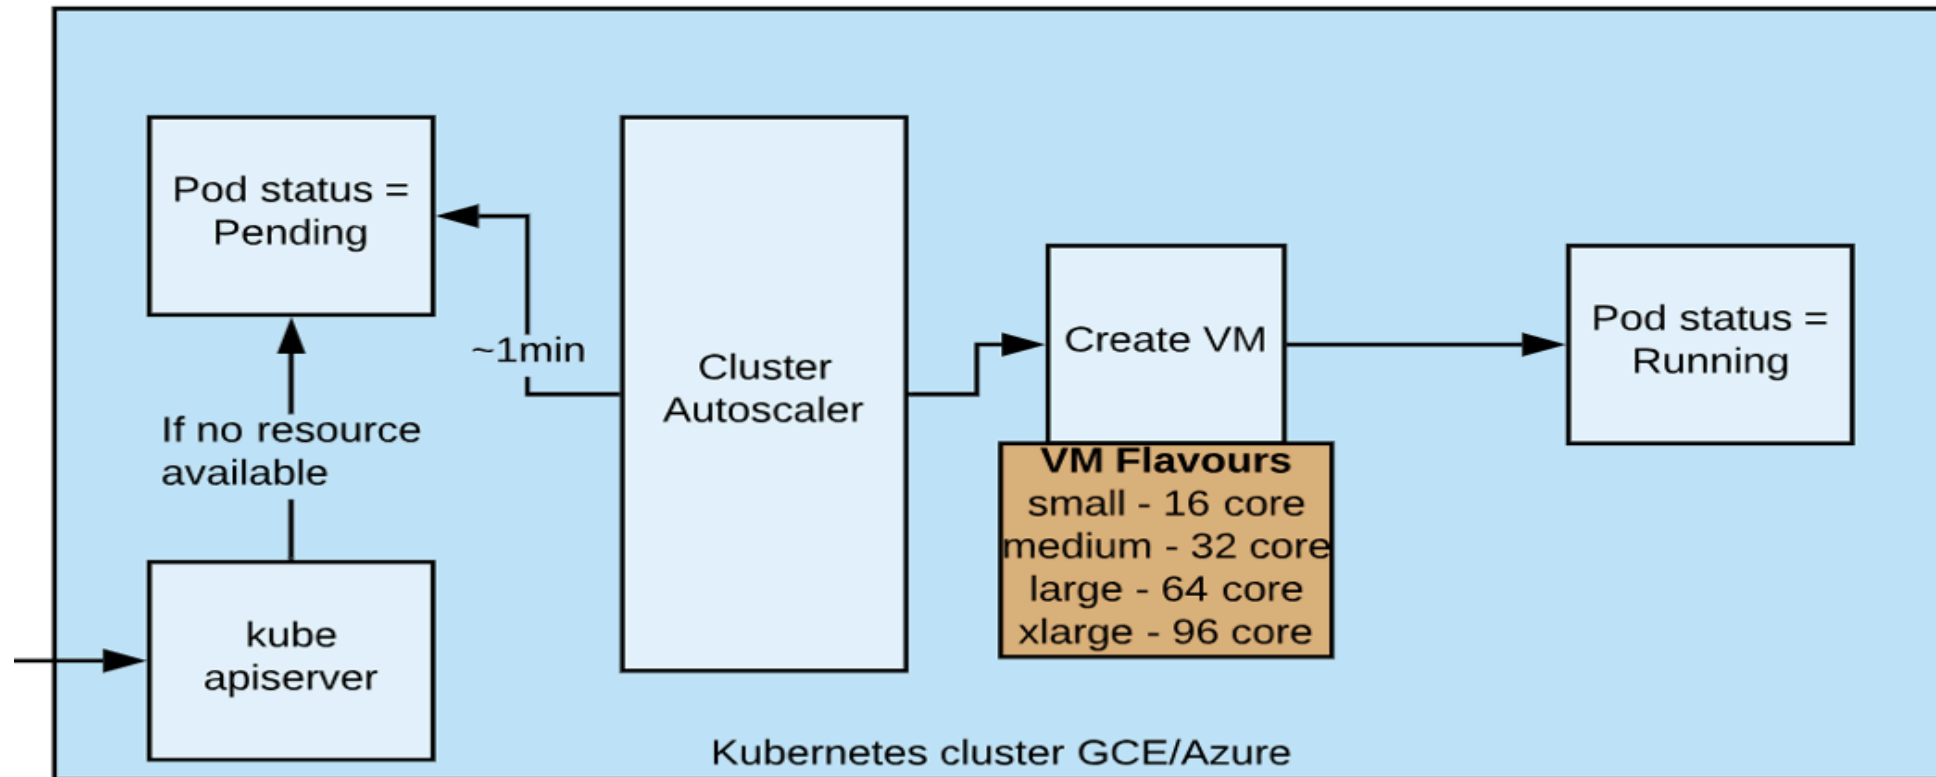 Pod status =
Pending
~1min
If no resource
available
kube
apiserver
Cluster
Autoscaler
Create VM
VM Flavours
small - 16 core
medium - 32 core
large - 64 core
xlarge - 96 core
Pod status =
Running
Kubernetes cluster GCE/Azure